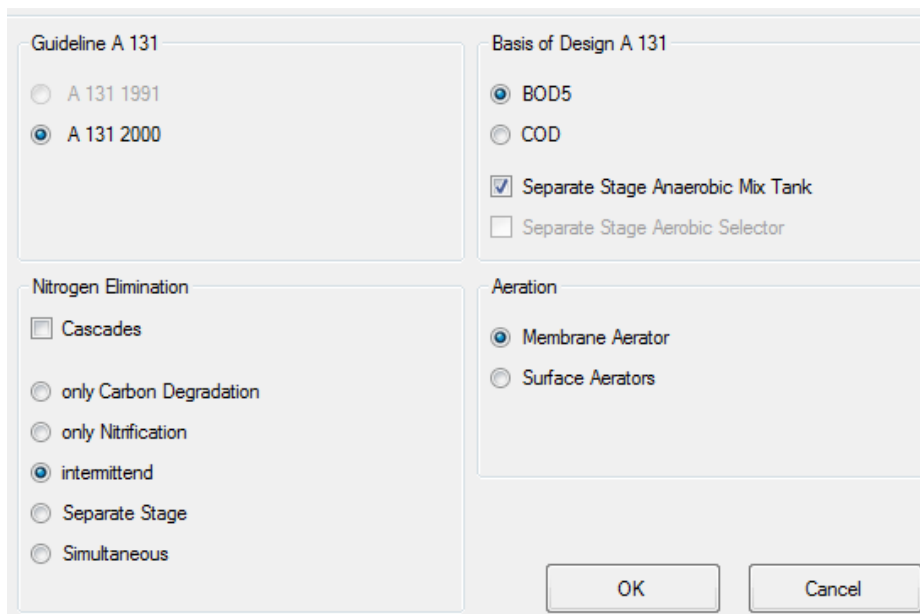 Guideline A 131
A 131 1991
A 131 2000
Basis of Design A 131
BOD5
COD
Separate Stage Anaerobic Mix Tank
Separate Stage Aerobic Selector
Nitrogen Elimination
Cascades
only Carbon Degradation
only Nitrification
intermittend
Separate Stage
Simultaneous
Aeration
Membrane Aerator
Surface Aerators
OK
Cancel